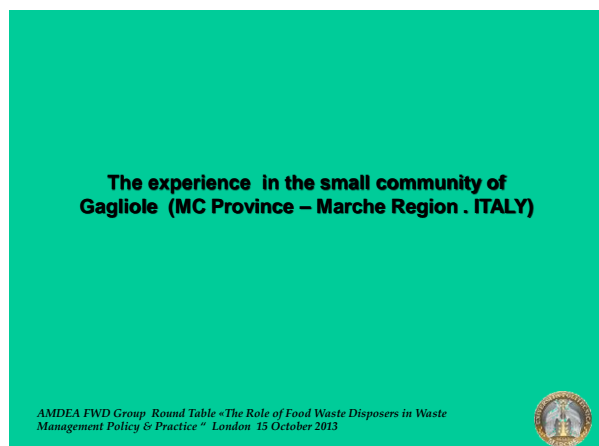 The experience in the small community of
Gagliole (MC Province – Marche Region . ITALY)
AMDEA FWD Group Round Table «The Role of Food Waste Disposers in Waste
Management Policy & Practice “ London 15 October 2013